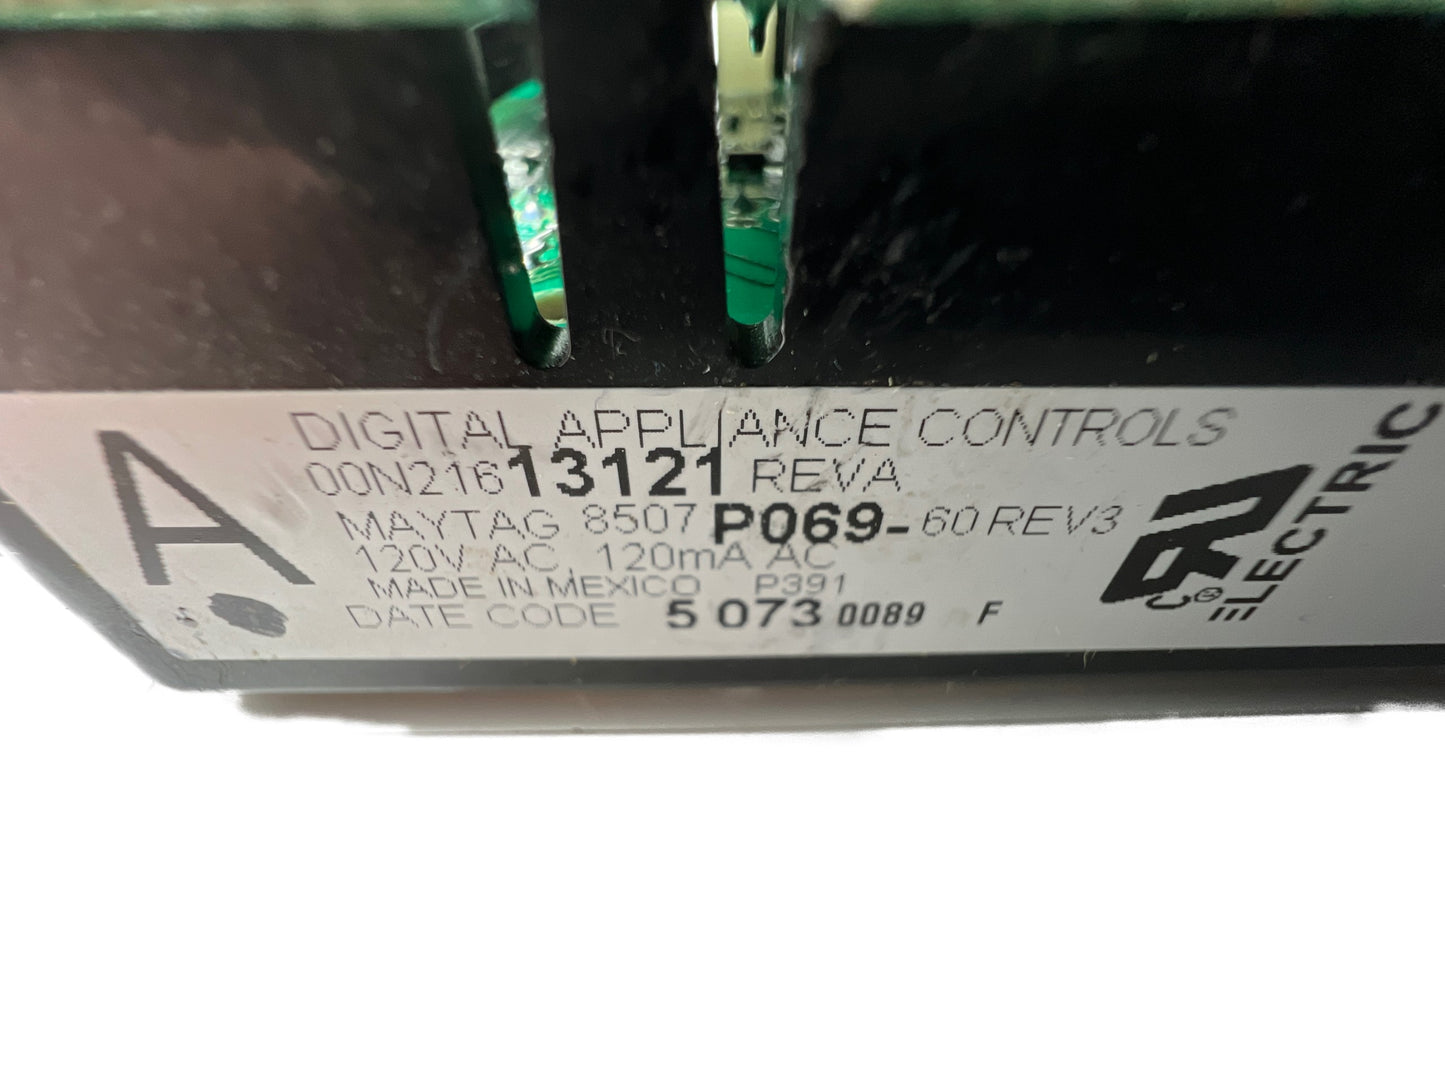 A
DIGITAL APPLIANCE CONTROLS
00N21613121 REVA
MAYTAG 8507P069-60 REV3
120V AC, 120mA AC
MADE IN MEXICO P391
DATE CODE 5 073 0089 F
ELECTRIC